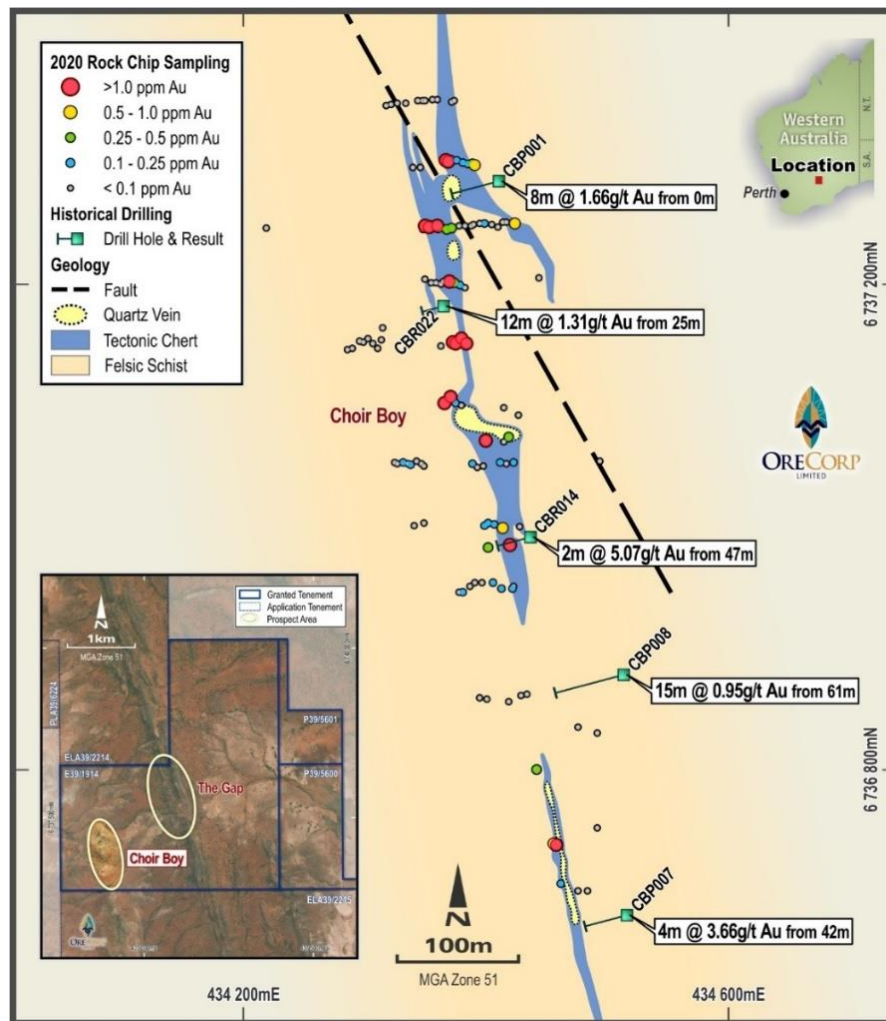 2020 Rock Chip Sampling
>1.0 ppm Au
0.5 - 1.0 ppm Au
0.25 - 0.5 ppm Au
0.1 - 0.25 ppm Au
< 0.1 ppm Au
Historical Drilling
Drill Hole & Result
Geology
Fault
Quartz Vein
Tectonic Chert
Felsic Schist
Western
Australia
N.T.
S.A.
Location
Perth
CBP001
8m @ 1.66g/t Au from 0m
6 737 200mN
CBR022
12m @ 1.31g/t Au from 25m
Choir Boy
ORECORP
LIMITED
CBR014
2m @ 5.07g/t Au from 47m
CBP008
15m @ 0.95g/t Au from 61m
6 736 800mN
CBP007
4m @ 3.66g/t Au from 42m
N
100m
MGA Zone 51
434 200mE
434 600mE
N
1km
MGA Zone 51
Granted Tenement
Application Tenement
Prospect Area
PLA39/6224
P39/5601
ELA39/2214
E39/1914
P39/5600
The Gap
Choir Boy